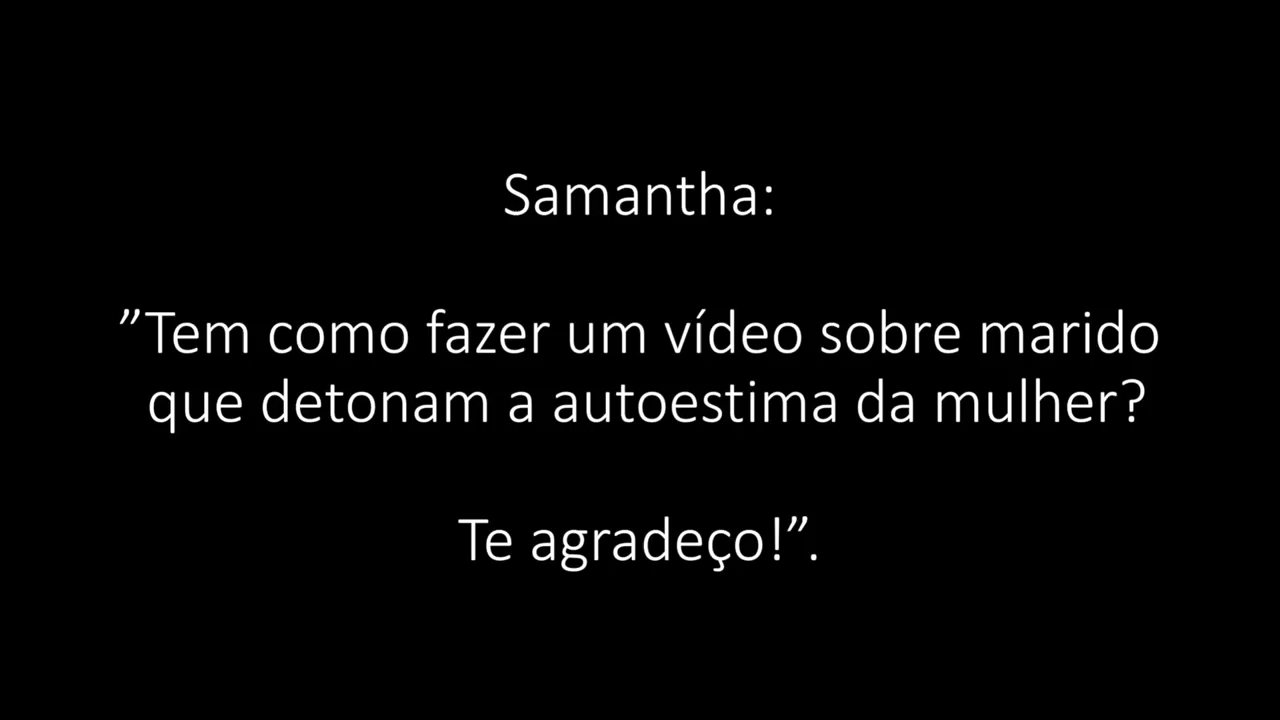 Samantha:
”Tem como fazer um vídeo sobre marido
que detonam a autoestima da mulher?
Te agradeço!”.